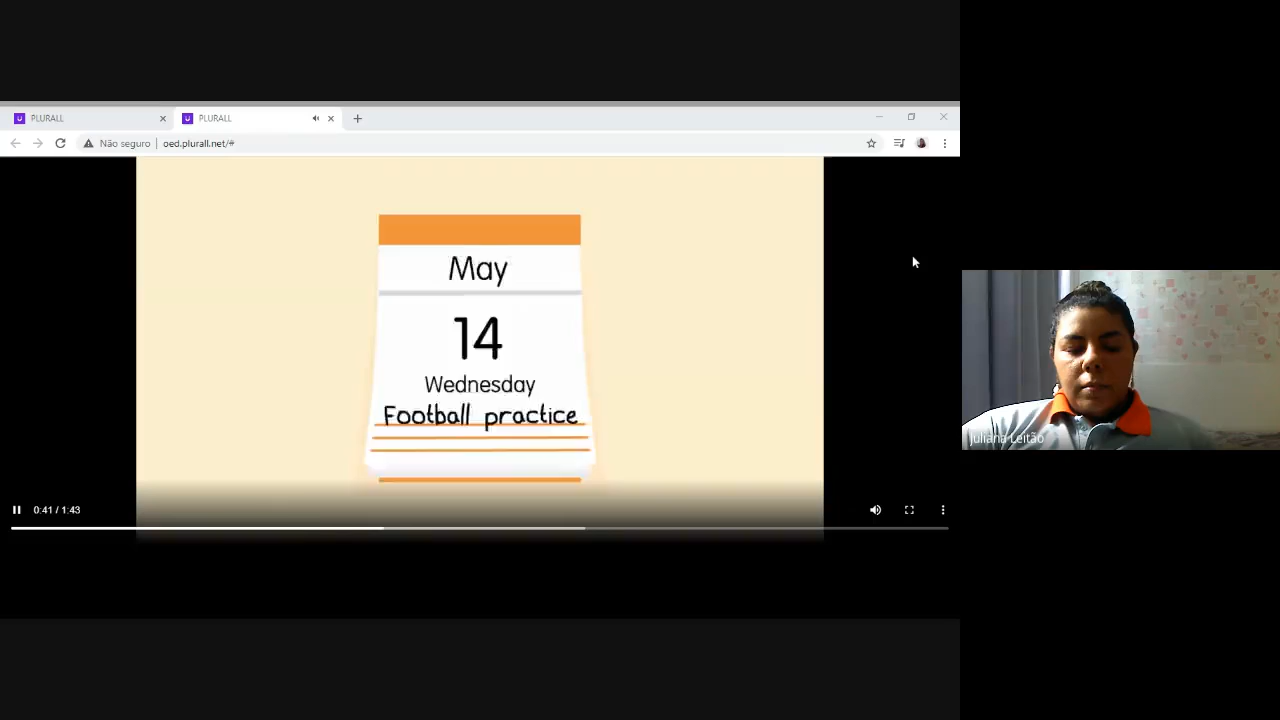 PLURALL
PLURALL
Não seguro | oed.plurall.net/#
May
14
Wednesday
Football practice
0:41 / 1:43
Juliana Leitão